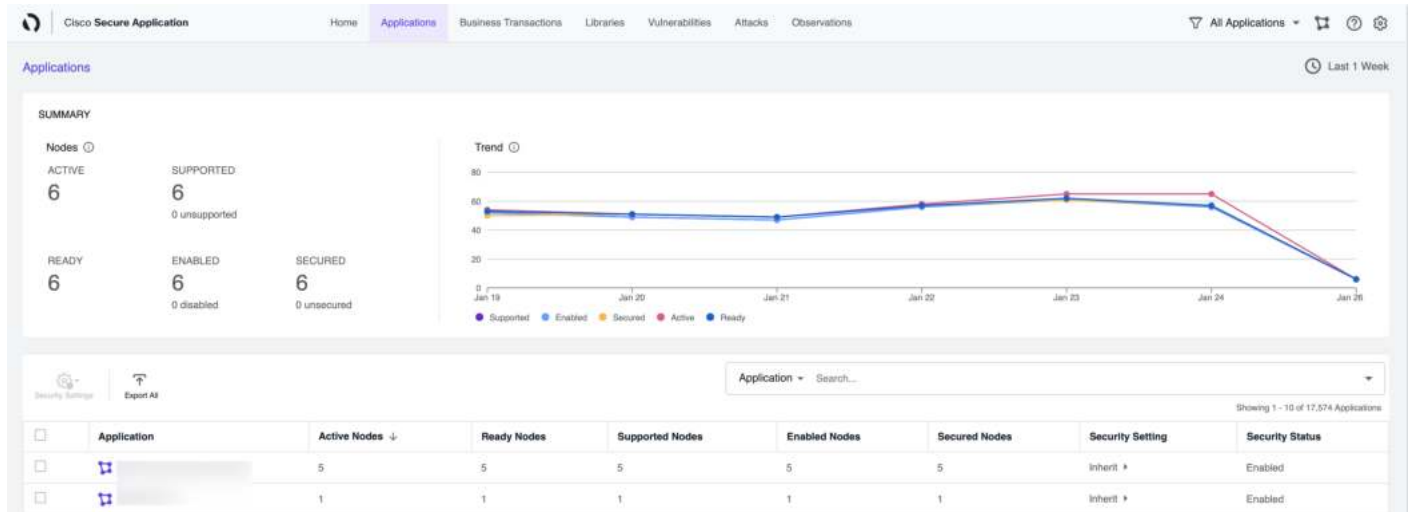 Cisco Secure Application Home Applications Business Transactions Libraries Vulnerabilities Attacks Observations All Applications
Applications Last 1 Week
SUMMARY
Nodes Trend
ACTIVE SUPPORTED
6 6
0 unsupported
READY ENABLED SECURED
6 6 6
0 disabled 0 unsecured
80
60
40
20
0
Jan 19 Jan 20 Jan 21 Jan 22 Jan 23 Jan 24 Jan 26
Supported Enabled Secured Active Ready
Security Settings Export All Application Search...
Showing 1 - 10 of 17,574 Applications
Application Active Nodes Ready Nodes Supported Nodes Enabled Nodes Secured Nodes Security Setting Security Status
5 5 5 5 5 Inherit Enabled
1 1 1 1 1 Inherit Enabled